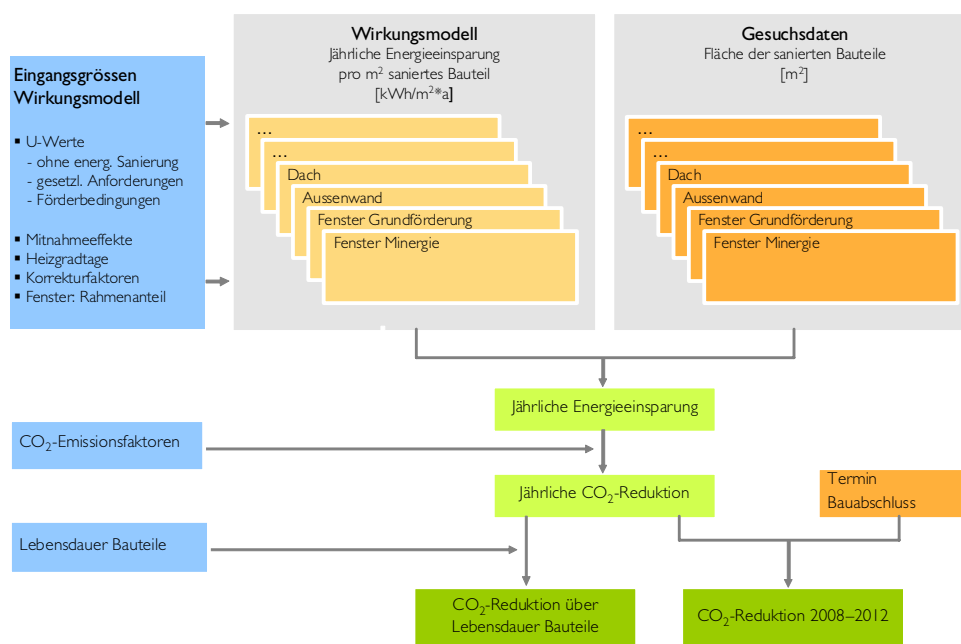 Eingangsgrössen
Wirkungsmodell
▪ U-Werte
- ohne energ. Sanierung
- gesetzl. Anforderungen
- Förderbedingungen
▪ Mitnahmeeffekte
▪ Heizgradtage
▪ Korrekturfaktoren
▪ Fenster: Rahmenanteil
Wirkungsmodell
Jährliche Energieeinsparung
pro m² saniertes Bauteil
[kWh/m²*a]
...
...
Dach
Aussenwand
Fenster Grundförderung
Fenster Minergie
Gesuchsdaten
Fläche der sanierten Bauteile
[m²]
...
...
Dach
Aussenwand
Fenster Grundförderung
Fenster Minergie
Jährliche Energieeinsparung
CO₂-Emissionsfaktoren
Jährliche CO₂-Reduktion
Termin
Bauabschluss
Lebensdauer Bauteile
CO₂-Reduktion über
Lebensdauer Bauteile
CO₂-Reduktion 2008–2012